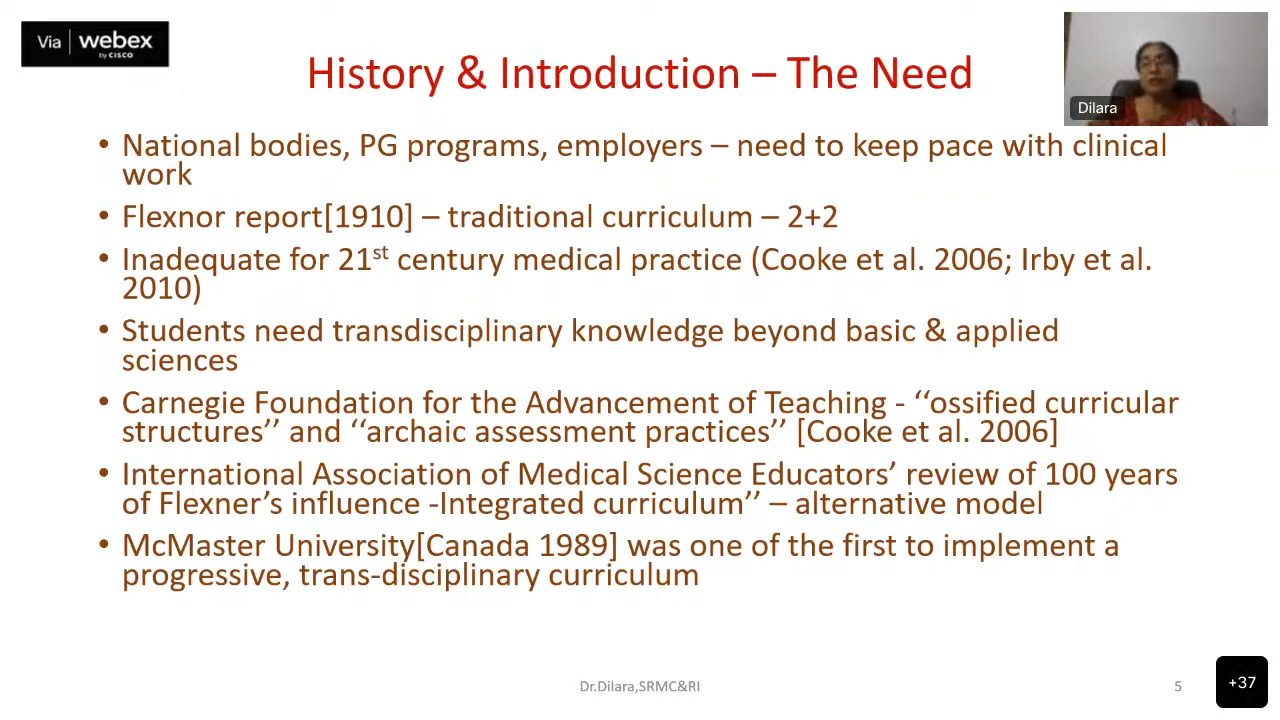 Via webex
by CISCO
History & Introduction – The Need
Dilara
• National bodies, PG programs, employers – need to keep pace with clinical
work
• Flexnor report[1910] – traditional curriculum – 2+2
• Inadequate for 21st century medical practice (Cooke et al. 2006; Irby et al.
2010)
• Students need transdisciplinary knowledge beyond basic & applied
sciences
• Carnegie Foundation for the Advancement of Teaching - ‘‘ossified curricular
structures’’ and ‘‘archaic assessment practices’’ [Cooke et al. 2006]
• International Association of Medical Science Educators’ review of 100 years
of Flexner’s influence -Integrated curriculum’’ – alternative model
• McMaster University[Canada 1989] was one of the first to implement a
progressive, trans-disciplinary curriculum
Dr.Dilara,SRMC&RI
5
+37